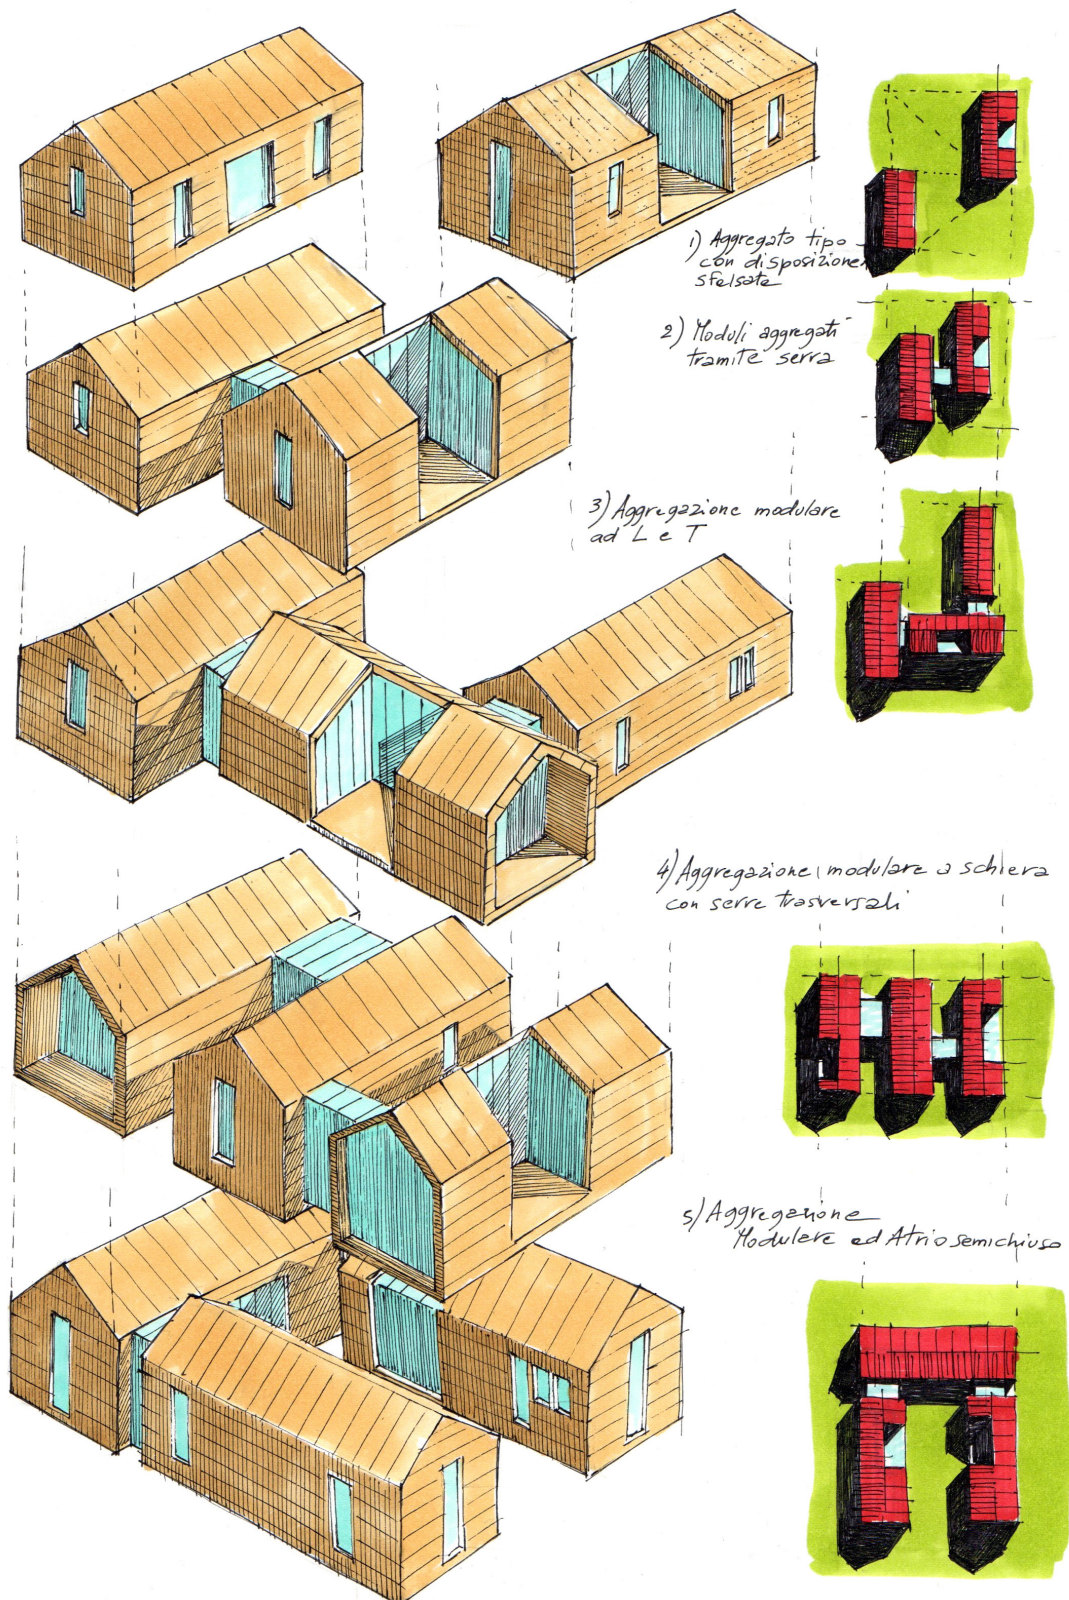 1) Aggregato tipo
con disposizione
sfalsata
2) Moduli aggregati
tramite serra
3) Aggregazione modulare
ad L e T
4) Aggregazione modulare a schiera
con serre trasversali
5) Aggregazione
Modulare ad Atrio semichiuso